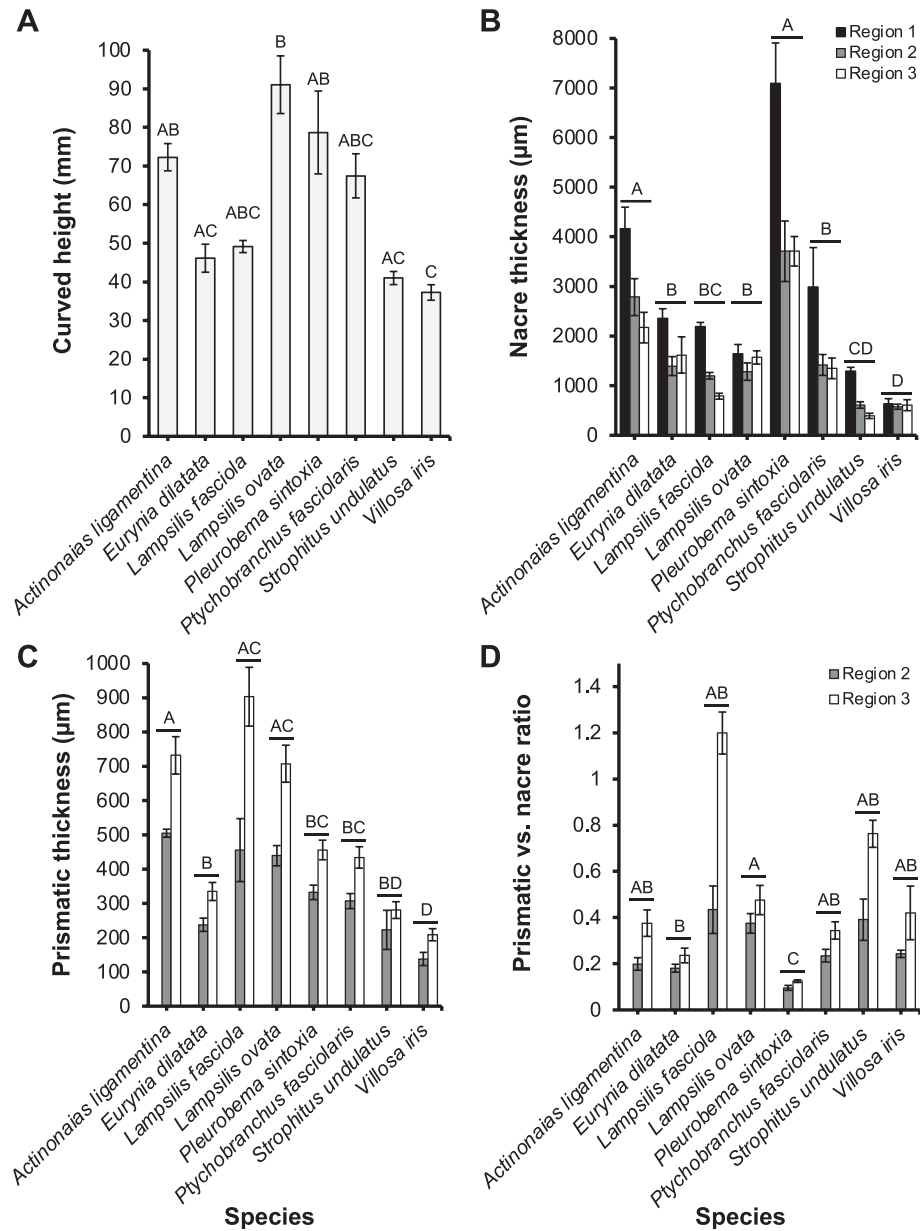 A
Curved height (mm)
100
90
80
70
60
50
40
30
20
10
0
AB
AC
ABC
B
AB
ABC
AC
C
Actinonaias ligamentina
Eurynia dilatata
Lampsilis fasciola
Lampsilis ovata
Pleurobema sintoxia
Ptychobranchus fasciolaris
Strophitus undulatus
Villosa iris
B
Nacre thickness (µm)
8000
7000
6000
5000
4000
3000
2000
1000
0
Region 1
Region 2
Region 3
A
B
BC
B
A
B
CD
D
Actinonaias ligamentina
Eurynia dilatata
Lampsilis fasciola
Lampsilis ovata
Pleurobema sintoxia
Ptychobranchus fasciolaris
Strophitus undulatus
Villosa iris
C
Prismatic thickness (µm)
1000
900
800
700
600
500
400
300
200
100
0
A
B
AC
AC
BC
BC
BD
D
Actinonaias ligamentina
Eurynia dilatata
Lampsilis fasciola
Lampsilis ovata
Pleurobema sintoxia
Ptychobranchus fasciolaris
Strophitus undulatus
Villosa iris
Species
D
Prismatic vs. nacre ratio
1.4
1.2
1
0.8
0.6
0.4
0.2
0
Region 2
Region 3
AB
B
AB
A
C
AB
AB
AB
Actinonaias ligamentina
Eurynia dilatata
Lampsilis fasciola
Lampsilis ovata
Pleurobema sintoxia
Ptychobranchus fasciolaris
Strophitus undulatus
Villosa iris
Species